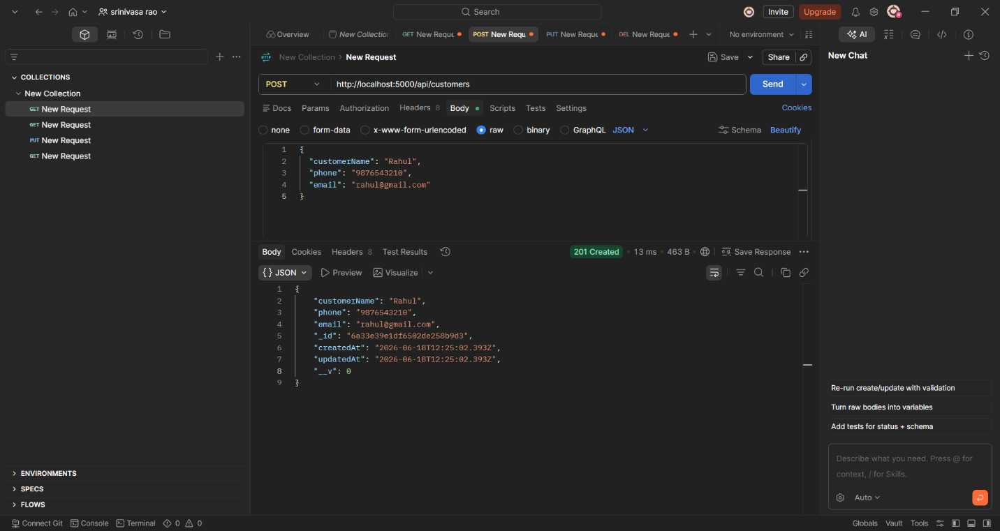 srinivasa rao
Search
Invite
Upgrade
Overview
New Collection
GET New Reque
POST New Requ
PUT New Reque
DEL New Reque
No environment
AI
New Collection > New Request
Save
Share
New Chat
COLLECTIONS
New Collection
GET New Request
GET New Request
PUT New Request
GET New Request
HTTP
POST
http://localhost:5000/api/customers
Send
Docs
Params
Authorization
Headers 8
Body
Scripts
Tests
Settings
Cookies
none
form-data
x-www-form-urlencoded
raw
binary
GraphQL
JSON
Schema
Beautify
1 {
2 "customerName": "Rahul",
3 "phone": "9876543210",
4 "email": "rahul@gmail.com"
5 }
Body
Cookies
Headers 8
Test Results
201 Created
13 ms
463 B
e.g. Save Response
{ } JSON
Preview
Visualize
1 {
2 "customerName": "Rahul",
3 "phone": "9876543210",
4 "email": "rahul@gmail.com",
5 "_id": "6a33e39e1df6502de258b9d3",
6 "createdAt": "2026-06-18T12:25:02.393Z",
7 "updatedAt": "2026-06-18T12:25:02.393Z",
8 "__v": 0
9 }
Re-run create/update with validation
Turn raw bodies into variables
Add tests for status + schema
Describe what you need. Press @ for
context, / for Skills.
Auto
ENVIRONMENTS
SPECS
FLOWS
Connect Git
Console
Terminal
0
0
Globals
Vault
Tools